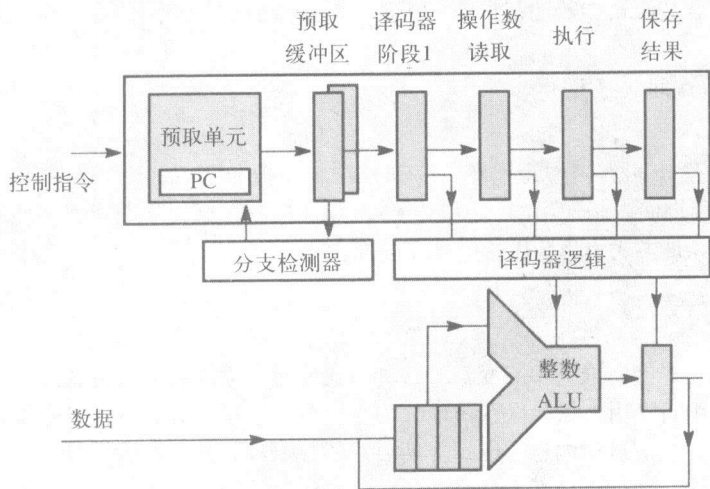 预取
缓冲区
译码器
阶段1
操作数
读取
执行
保存
结果
预取单元
PC
控制指令
分支检测器
译码器逻辑
整数
ALU
数据